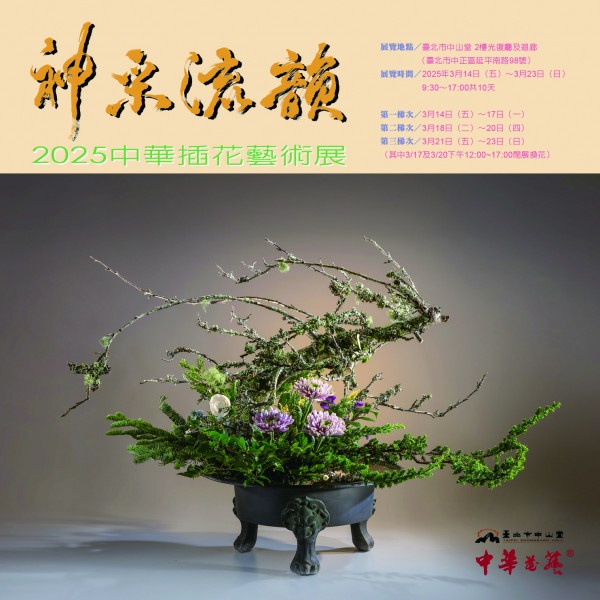 神采流韻
2025中華插花藝術展
展覽地點／臺北市中山堂 2樓光復廳及迴廊
(臺北市中正區延平南路98號)
展覽時間／2025年3月14日（五）～3月23日（日）
9:30～17:00共10天
第一梯次／3月14日（五）～17日（一）
第二梯次／3月18日（二）～20日（四）
第三梯次／3月21日（五）～23日（日）
(其中3/17及3/20下午12:00~17:00閉展換花)
臺北市中山堂
TAIPEI ZHONGSHAN HALL
中華花藝®